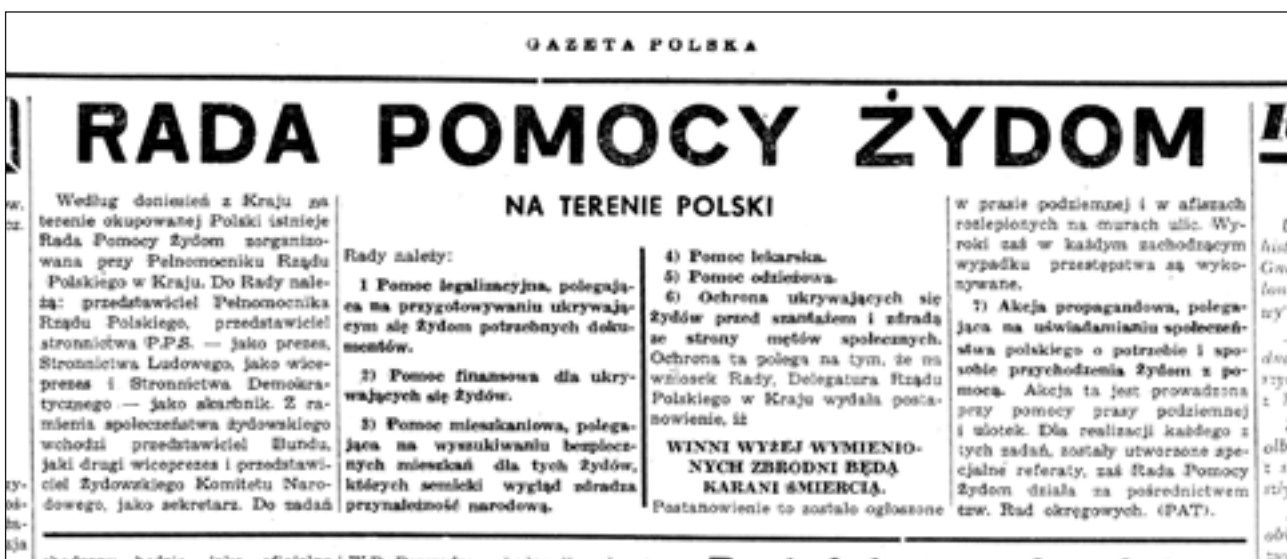 GAZETA POLSKA
RADA POMOCY ŻYDOM
NA TERENIE POLSKI
Według doniesień z Kraju na
terenie okupowanej Polski istnieje
Rada Pomocy Żydom zorganizo-
wana przy Pełnomocniku Rządu
Polskiego w Kraju. Do Rady nale-
żą: przedstawiciel Pełnomocnika
Rządu Polskiego, przedstawiciel
stronnictwa P.P.S. — jako prezes,
Stronnictwa Ludowego, jako wice-
prezes i Stronnictwa Demokra-
tycznego — jako skarbnik. Z ra-
mienia społeczeństwa żydowskiego
wchodzi przedstawiciel Bundu,
jaki drugi wiceprezes i przedstawi-
ciel Żydowskiego Komitetu Naro-
dowego, jako sekretarz. Do zadań
Rady należy:
1 Pomoc legalizacyjna, polegają-
ca na przygotowywaniu ukrywają-
cym się Żydom potrzebnych doku-
mentów.
2) Pomoc finansowa dla ukry-
wających się Żydów.
3) Pomoc mieszkaniowa, polega-
jąca na wyszukiwaniu bezpiecz-
nych mieszkań dla tych Żydów,
których semicki wygląd zdradza
przynależność narodową.
4) Pomoc lekarska.
5) Pomoc odzieżowa.
6) Ochrona ukrywających się
Żydów przed szantażem i zdradą
ze strony mętów społecznych.
Ochrona ta polega na tym, że na
wniosek Rady, Delegatura Rządu
Polskiego w Kraju wydała posta-
nowienie, iż
WINNI WYŻEJ WYMIENIO-
NYCH ZBRODNI BĘDĄ
KARANI ŚMIERCIĄ.
Postanowienie to zostało ogłoszone
w prasie podziemnej i w afiszach
rozlepionych na murach ulic. Wy-
roki zaś w każdym zachodzącym
wypadku przestępstwa są wyko-
nywane.
7) Akcja propagandowa, polega-
jąca na uświadamianiu społeczeń-
stwa polskiego o potrzebie i spo-
sobie przychodzenia Żydom z po-
mocą. Akcja ta jest prowadzona
przy pomocy prasy podziemnej
i ulotek. Dla realizacji każdego z
tych zadań, zostały utworzone spe-
cjalne referaty, zaś Rada Pomocy
Żydom działa za pośrednictwem
tzw. Rad okręgowych. (PAT).